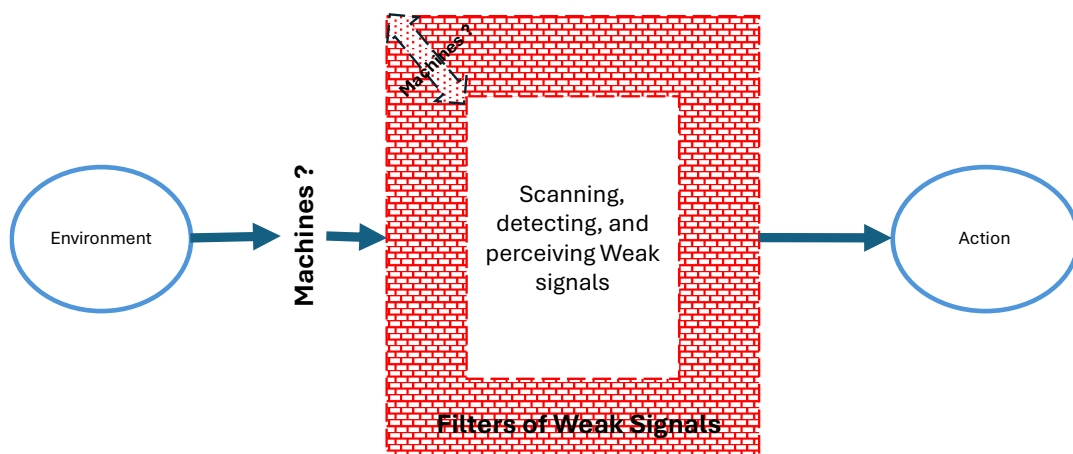 Machines ?
Environment
Machines ?
Scanning,
detecting, and
perceiving Weak
signals
Action
Filters of Weak Signals